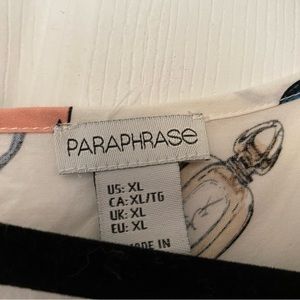 PARAPHRASE
US: XL
CA: XL/TG
UK: XL
EU: XL
MADE IN